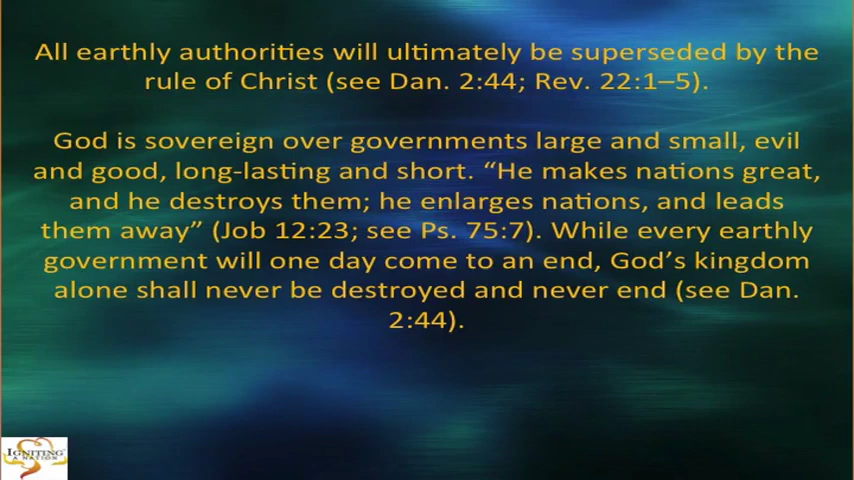 All earthly authorities will ultimately be superseded by the
rule of Christ (see Dan. 2:44; Rev. 22:1–5).
God is sovereign over governments large and small, evil
and good, long-lasting and short. “He makes nations great,
and he destroys them; he enlarges nations, and leads
them away” (Job 12:23; see Ps. 75:7). While every earthly
government will one day come to an end, God’s kingdom
alone shall never be destroyed and never end (see Dan.
2:44).
IGNITING
A NATION